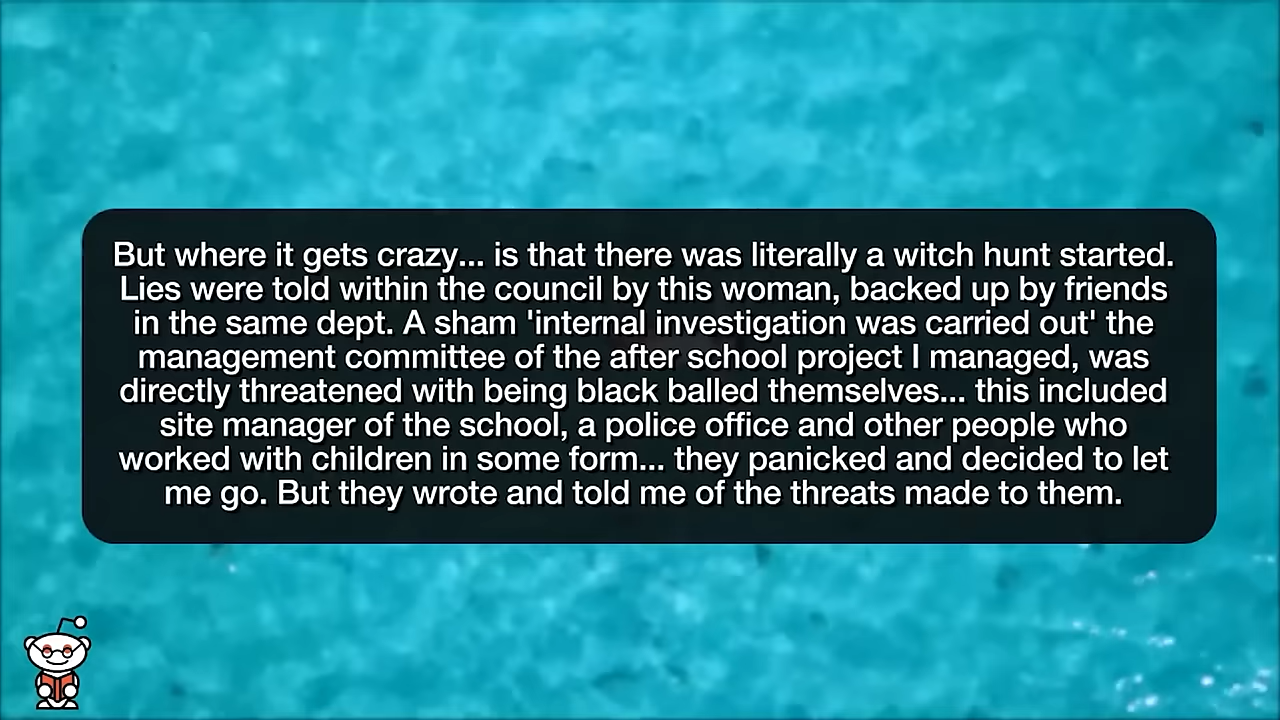 But where it gets crazy... is that there was literally a witch hunt started.
Lies were told within the council by this woman, backed up by friends
in the same dept. A sham 'internal investigation was carried out' the
management committee of the after school project I managed, was
directly threatened with being black balled themselves... this included
site manager of the school, a police office and other people who
worked with children in some form... they panicked and decided to let
me go. But they wrote and told me of the threats made to them.